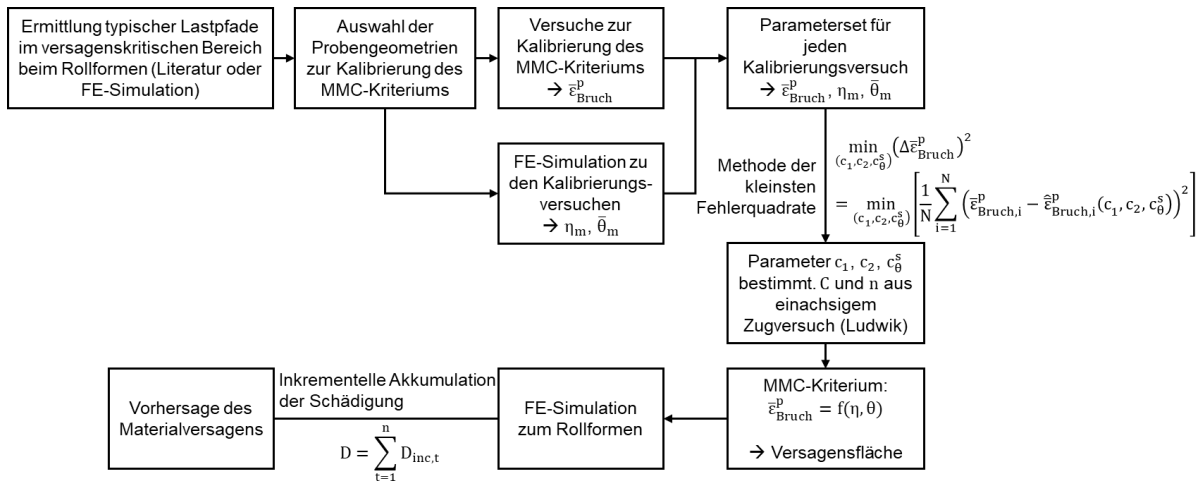 Ermittlung typischer Lastpfade
im versagenskritischen Bereich
beim Rollformen (Literatur oder
FE-Simulation)
Auswahl der
Probengeometrien
zur Kalibrierung des
MMC-Kriteriums
Versuche zur
Kalibrierung des
MMC-Kriteriums
→ ε̄ᵖ_Bruch
FE-Simulation zu
den Kalibrierungs-
versuchen
→ η_m, θ̄_m
Parameterset für
jeden
Kalibrierungsversuch
→ ε̄ᵖ_Bruch, η_m, θ̄_m
Methode der
kleinsten
Fehlerquadrate
min_(c₁,c₂,c_θ^s) (Δε̄ᵖ_Bruch)²
= min_(c₁,c₂,c_θ^s) [1/N ∑_{i=1}^{N} (ε̄ᵖ_Bruch,i − ε̄̂ᵖ_Bruch,i(c₁, c₂, c_θ^s))²]
Parameter c₁, c₂, c_θ^s
bestimmt. C und n aus
einachsigem
Zugversuch (Ludwik)
MMC-Kriterium:
ε̄ᵖ_Bruch = f(η, θ)
→ Versagensfläche
FE-Simulation
zum Rollformen
Inkrementelle Akkumulation
der Schädigung
D = ∑_{t=1}^{n} D_inc,t
Vorhersage des
Materialversagens